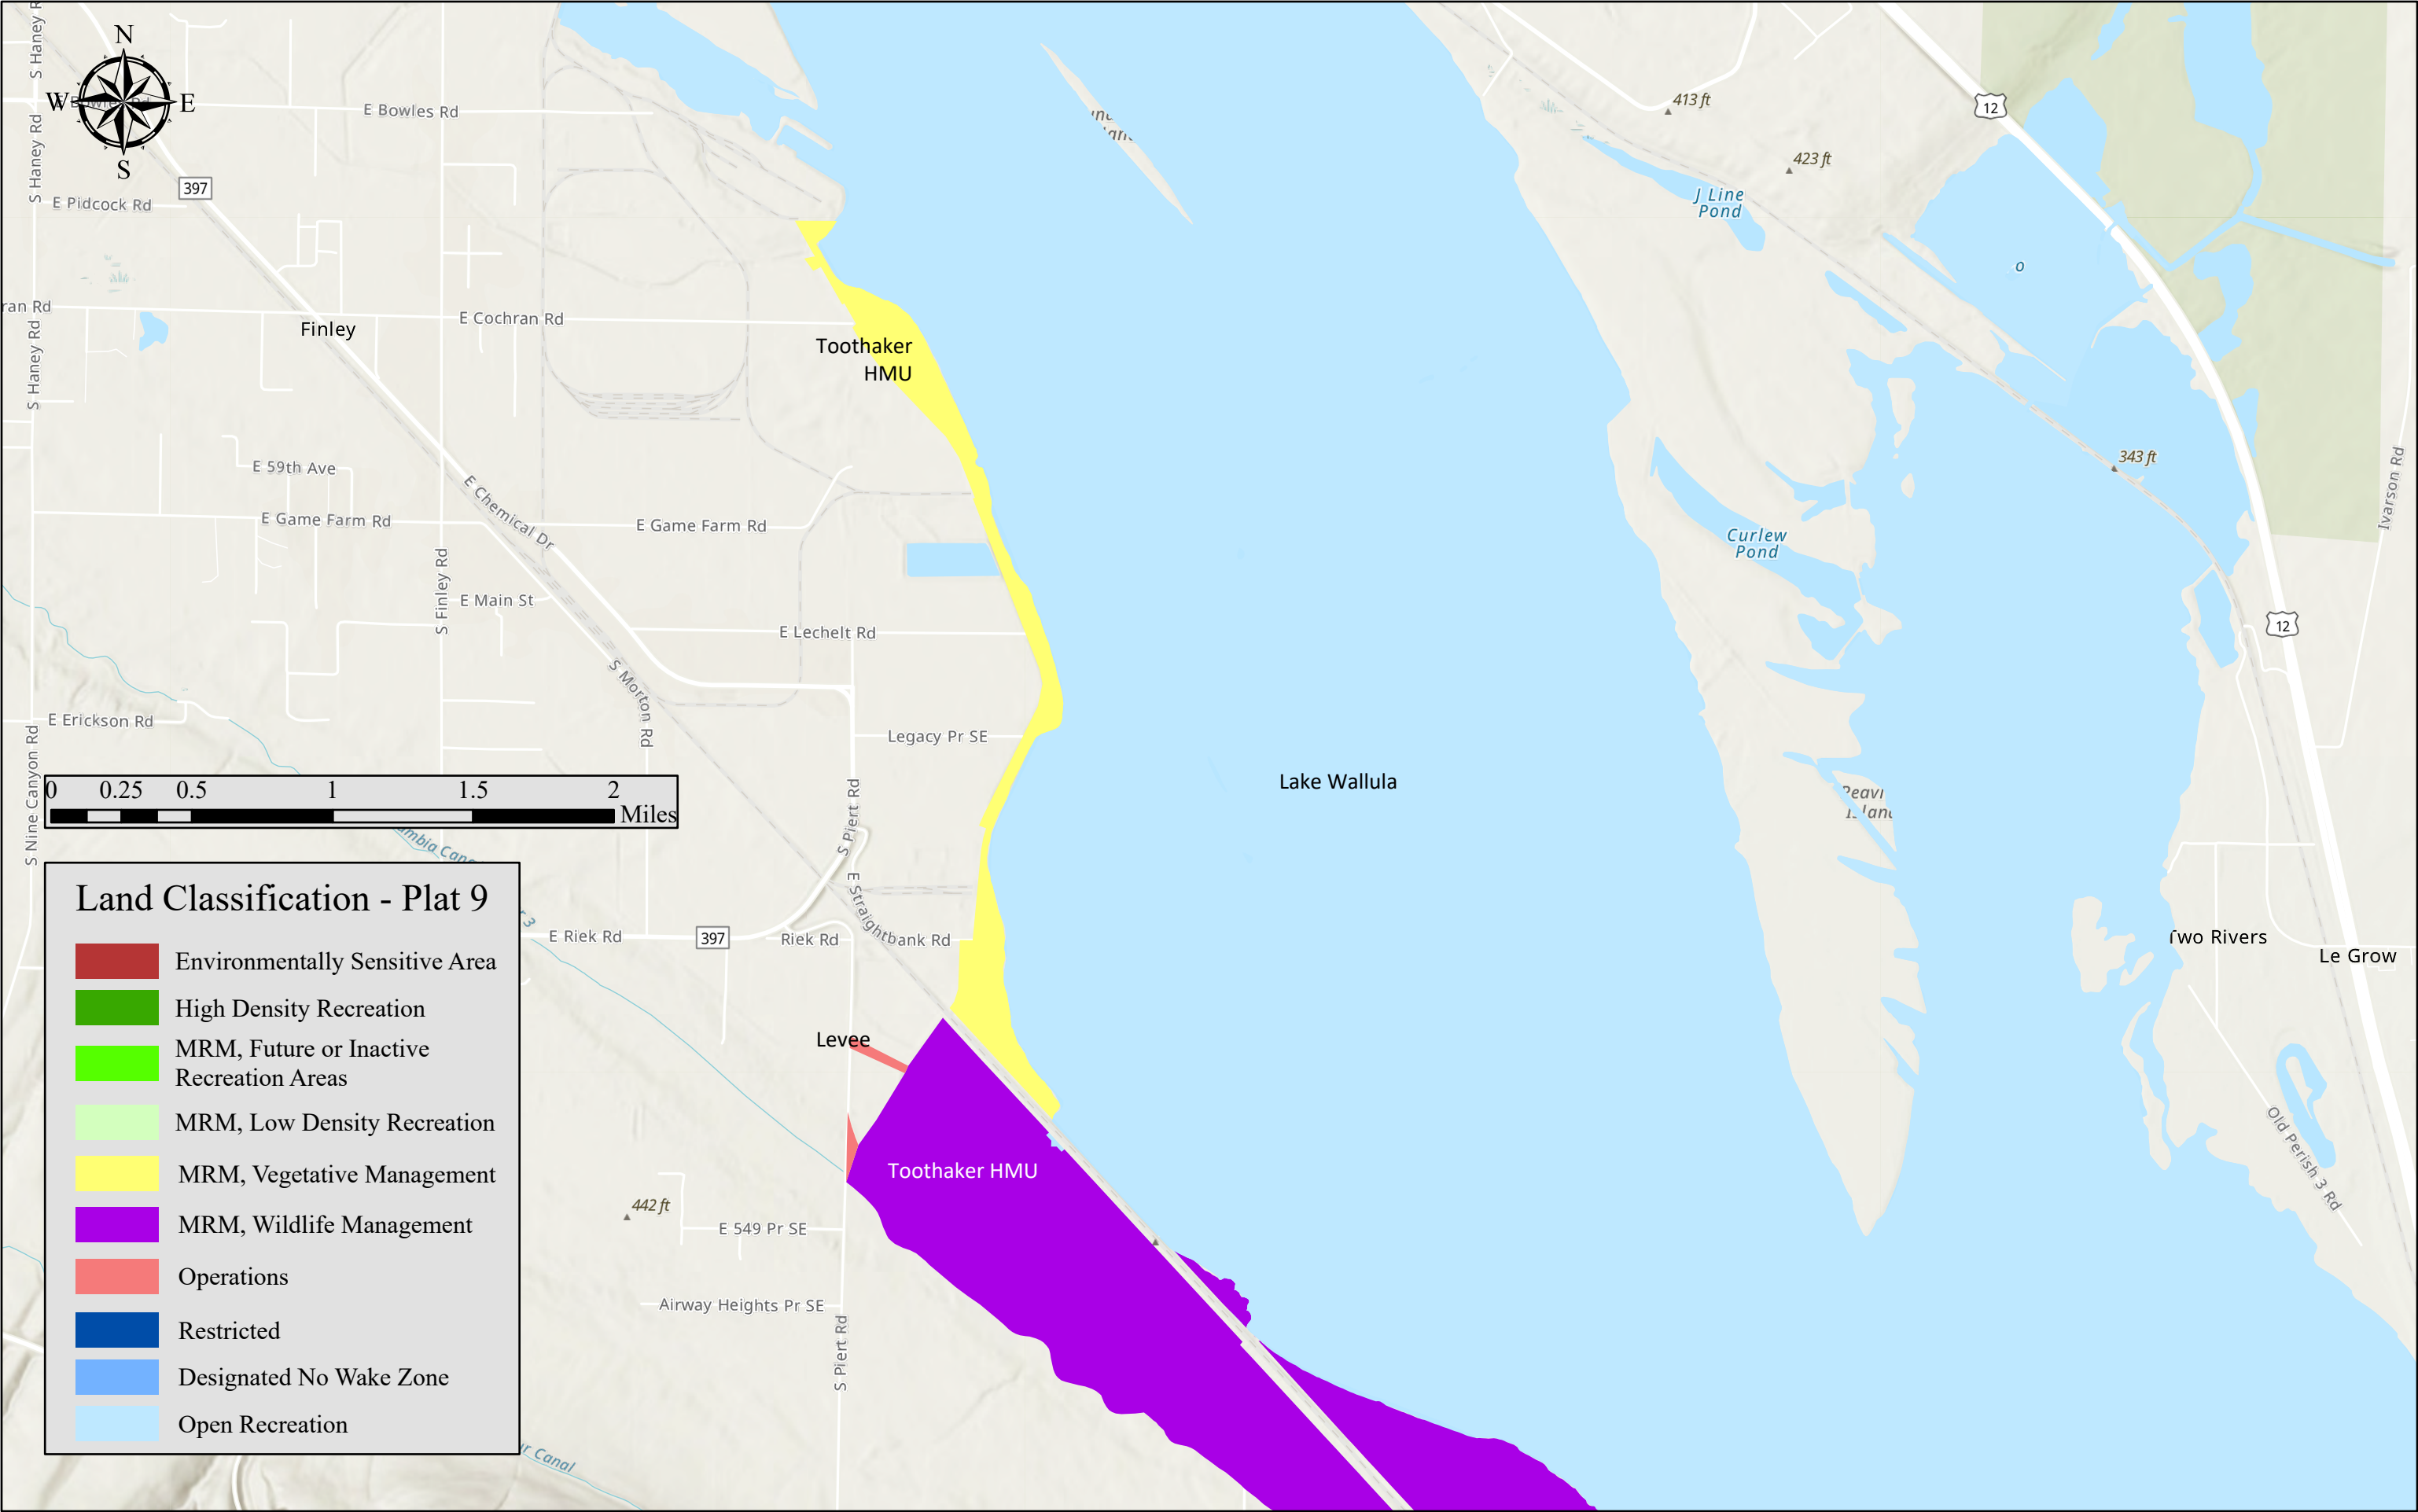 N
W
E
S
S Haney Rd
E Bowles Rd
S Haney Rd
397
E Pidcock Rd
413 ft
12
423 ft
J Line
Pond
Finley
E Cochran Rd
S Haney Rd
Toothaker
HMU
343 ft
E 59th Ave
E Chemical Dr
E Game Farm Rd
E Game Farm Rd
Ivarson Rd
Curlew
Pond
S Finley Rd
E Main St
E Lechelt Rd
12
S Morton Rd
E Erickson Rd
Legacy Pr SE
S Nine Canyon Rd
Lake Wallula
0 0.25 0.5 1 1.5 2
Miles
S Piert Rd
E Straightbank Rd
E Riek Rd
397
Riek Rd
Two Rivers
Le Grow
Levee
Old Perish 3 Rd
Toothaker HMU
442 ft
E 549 Pr SE
Airway Heights Pr SE
S Piert Rd
Canal
Land Classification - Plat 9
Environmentally Sensitive Area
High Density Recreation
MRM, Future or Inactive
Recreation Areas
MRM, Low Density Recreation
MRM, Vegetative Management
MRM, Wildlife Management
Operations
Restricted
Designated No Wake Zone
Open Recreation